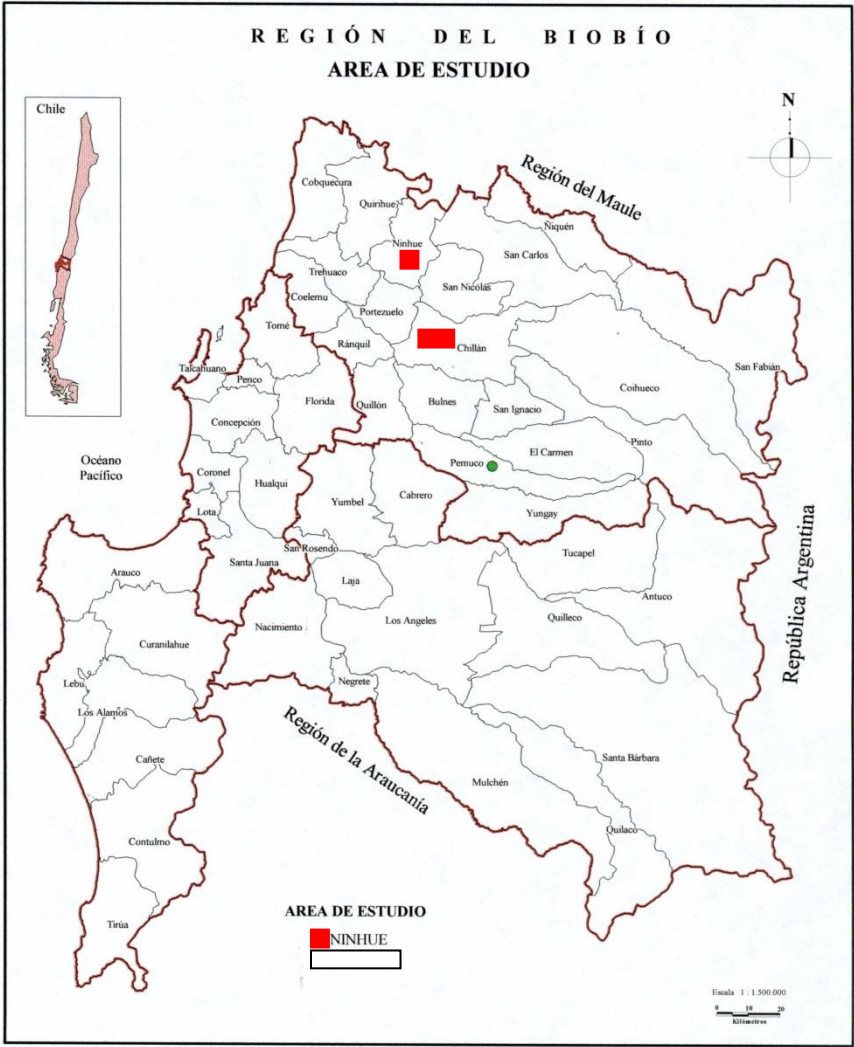 REGIÓN DEL BIOBÍO
AREA DE ESTUDIO
Chile
N
Región del Maule
Cobquecura
Quirihue
Ninhue
Ñiquén
San Carlos
Trehuaco
San Nicolás
Coelemu
Portezuelo
Tomé
Ránquil
Chillán
Talcahuano
San Fabián
Penco
Coihueco
Florida
Quillón
Bulnes
San Ignacio
Concepción
Pinto
El Carmen
Océano
Pacífico
Pemuco
Coronel
Hualqui
Yumbel
Cabrero
Lota
Yungay
República Argentina
San Rosendo
Tucapel
Santa Juana
Arauco
Laja
Antuco
Los Angeles
Quilleco
Nacimiento
Curanilahue
Lebu
Negrete
Los Alamos
Región de la Araucanía
Cañete
Santa Bárbara
Mulchén
Quilaco
Contulmo
Tirúa
AREA DE ESTUDIO
NINHUE
Escala 1 : 1.500.000
0 10 20
Kilómetros